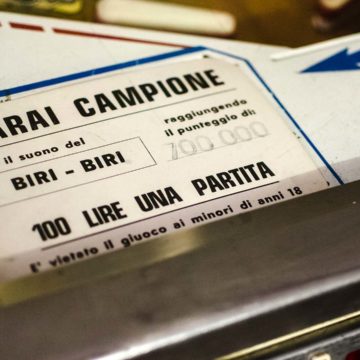 ARAI CAMPIONE
il suono del
raggiungendo
il punteggio di:
BIRI - BIRI
700.000
100 LIRE UNA PARTITA
E' vietato il giuoco ai minori di anni 18